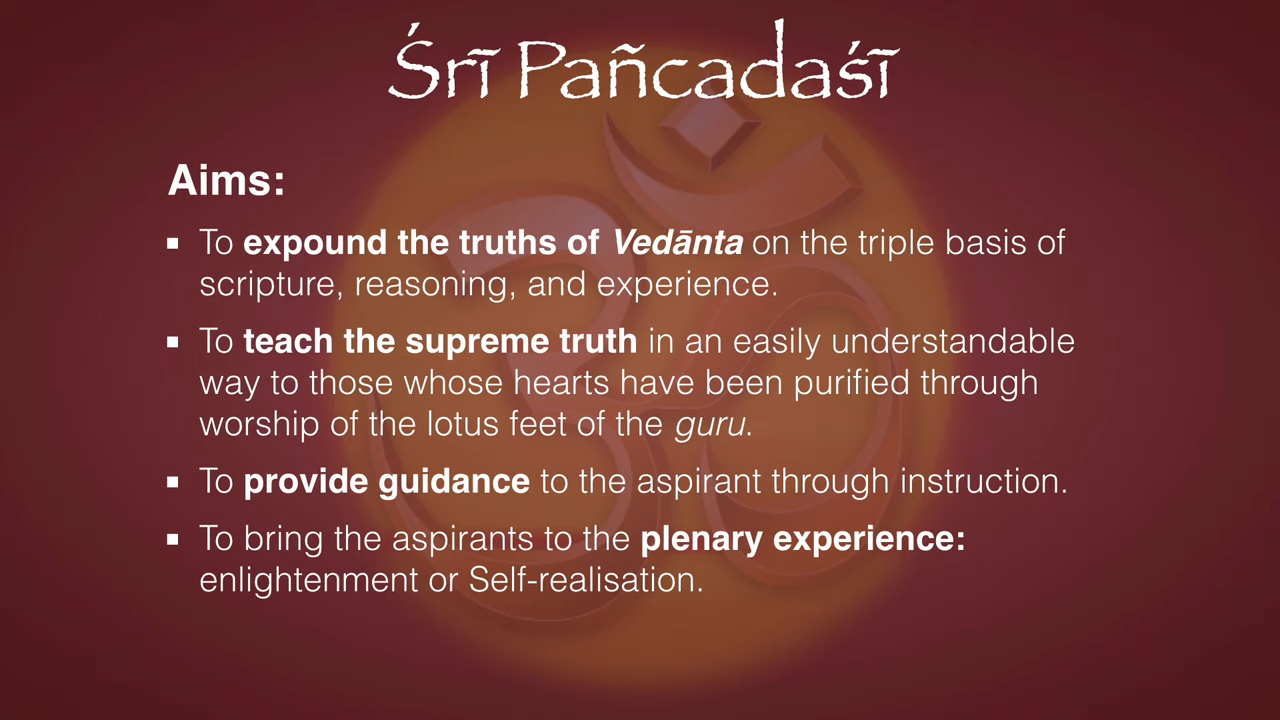 Śrī Pañcadaśī
Aims:
▪ To expound the truths of Vedānta on the triple basis of
scripture, reasoning, and experience.
▪ To teach the supreme truth in an easily understandable
way to those whose hearts have been purified through
worship of the lotus feet of the guru.
▪ To provide guidance to the aspirant through instruction.
▪ To bring the aspirants to the plenary experience:
enlightenment or Self-realisation.